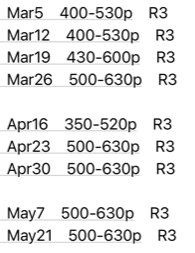 Mar5 400-530p R3
Mar12 400-530p R3
Mar19 430-600p R3
Mar26 500-630p R3

Apr16 350-520p R3
Apr23 500-630p R3
Apr30 500-630p R3

May7 500-630p R3
May21 500-630p R3